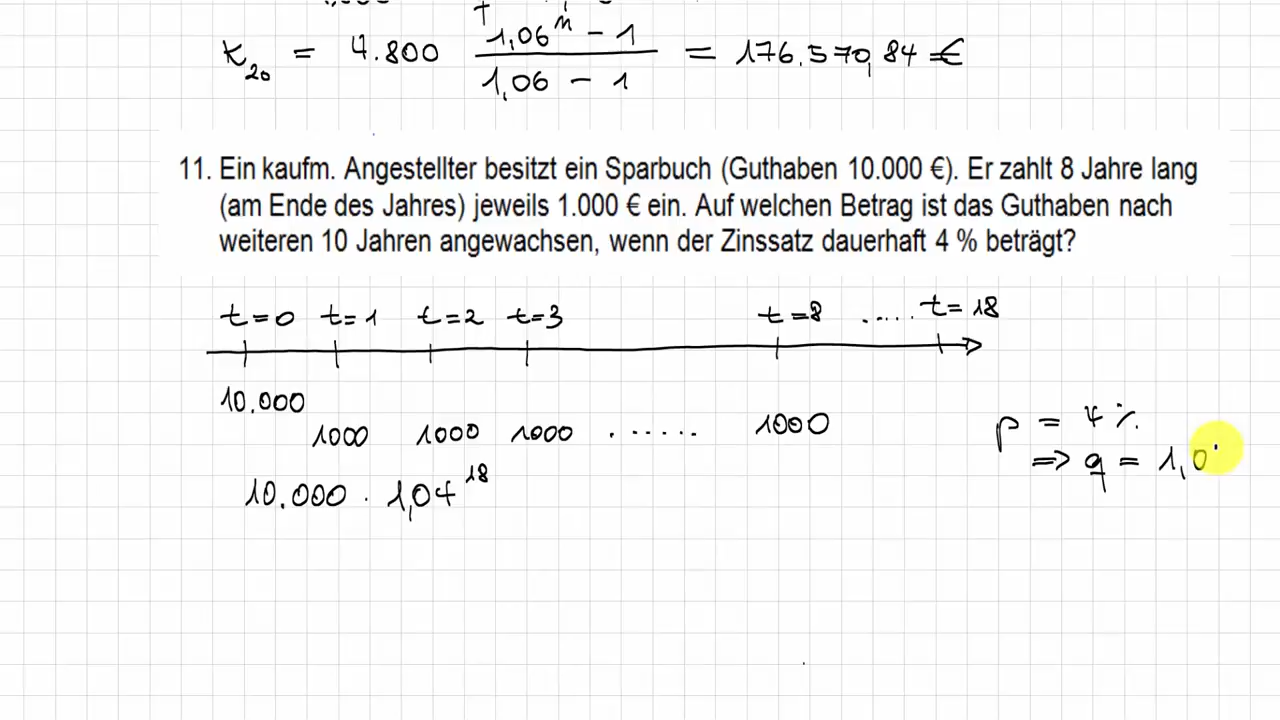 1,06^n - 1
K_20 = 4.800 ———— = 176.570,84 €
1,06 - 1
11. Ein kaufm. Angestellter besitzt ein Sparbuch (Guthaben 10.000 €). Er zahlt 8 Jahre lang
(am Ende des Jahres) jeweils 1.000 € ein. Auf welchen Betrag ist das Guthaben nach
weiteren 10 Jahren angewachsen, wenn der Zinssatz dauerhaft 4 % beträgt?
t=0 t=1 t=2 t=3 t=8 ..... t=18
10.000
1000 1000 1000 ...... 1000
p = 4%
=> q = 1,0
10.000 · 1,04^18